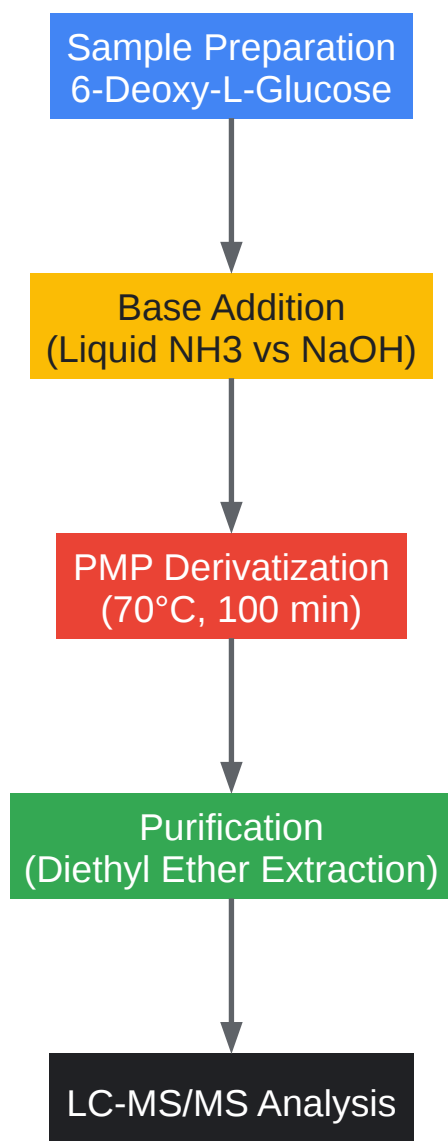 Sample Preparation
6-Deoxy-L-Glucose
Base Addition
(Liquid NH3 vs NaOH)
PMP Derivatization
(70°C, 100 min)
Purification
(Diethyl Ether Extraction)
LC-MS/MS Analysis